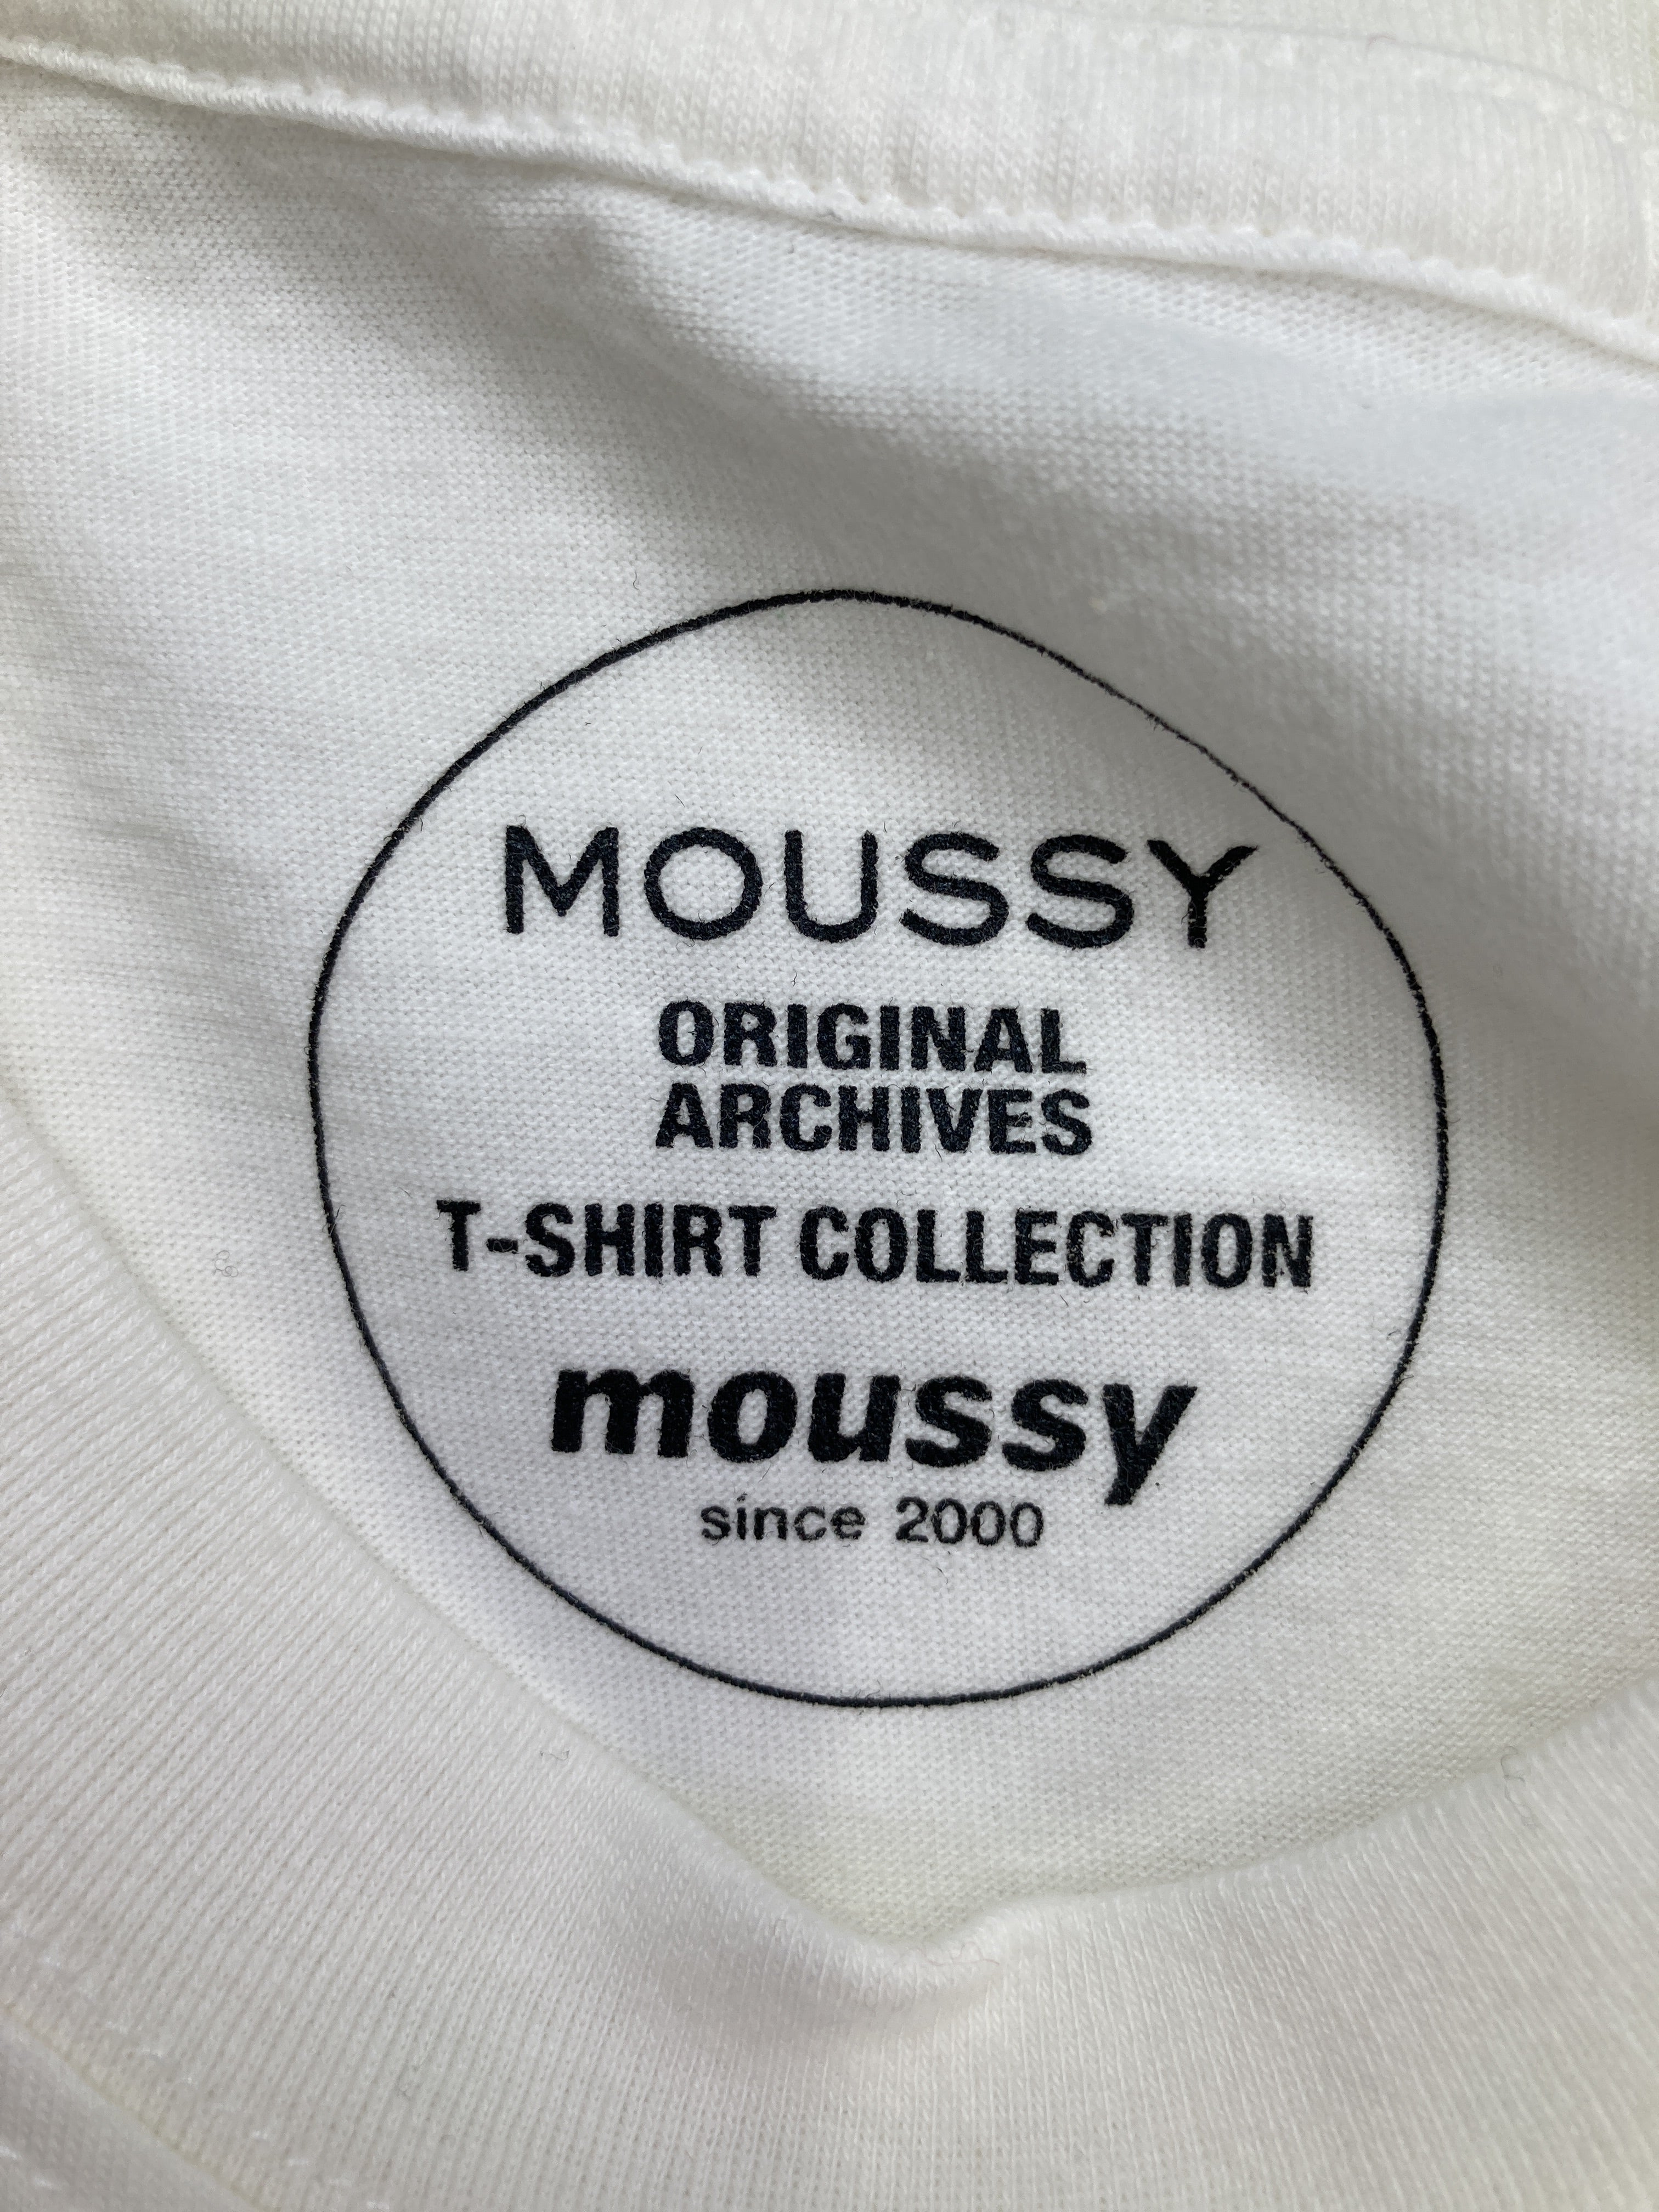 MOUSSY
ORIGINAL
ARCHIVES
T-SHIRT COLLECTION
moussy
since 2000